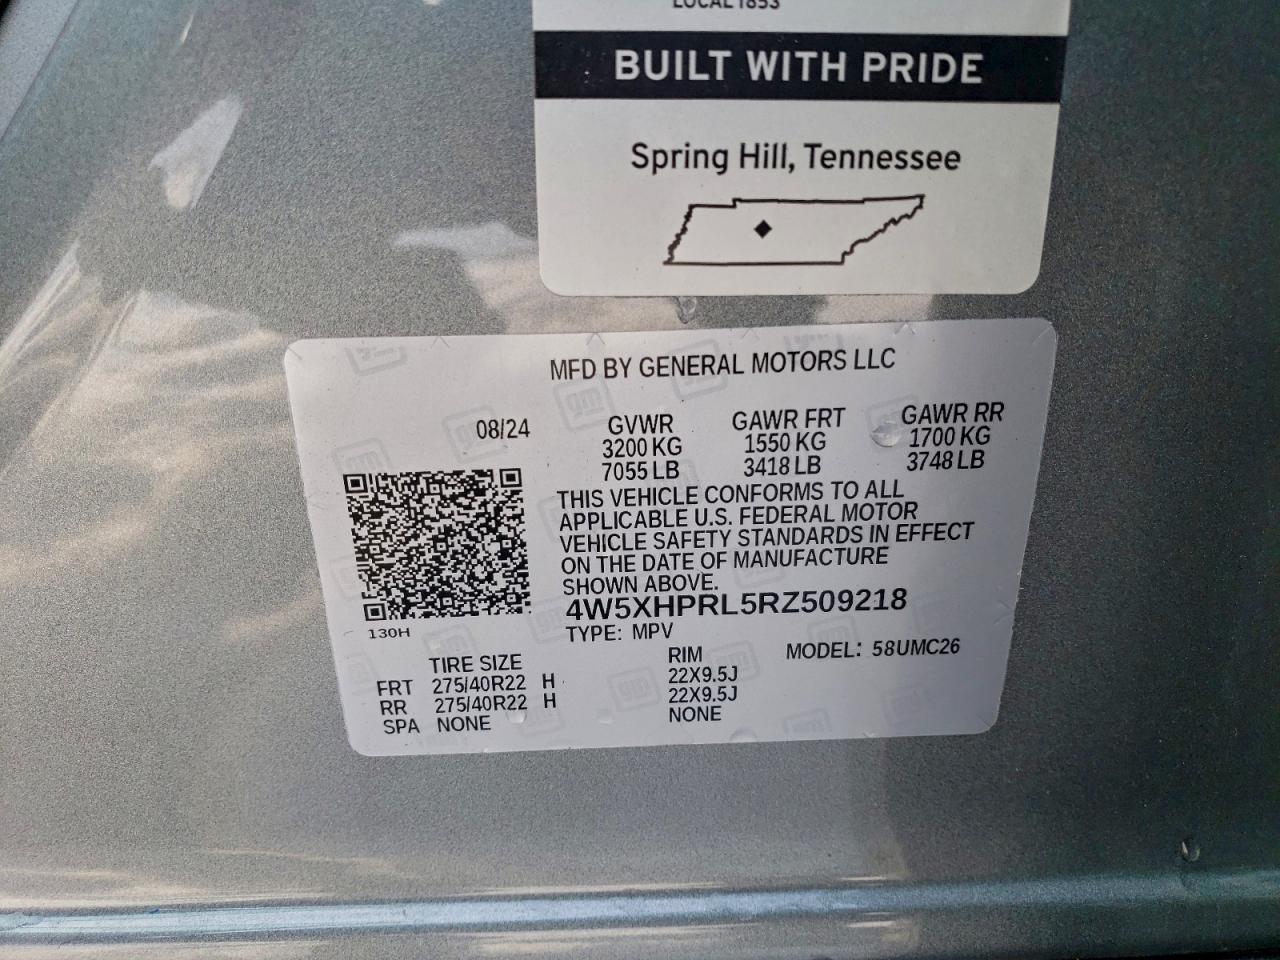 LOCAL 1853
BUILT WITH PRIDE
Spring Hill, Tennessee
MFD BY GENERAL MOTORS LLC
08/24 GVWR GAWR FRT GAWR RR
3200 KG 1550 KG 1700 KG
7055 LB 3418 LB 3748 LB
THIS VEHICLE CONFORMS TO ALL
APPLICABLE U.S. FEDERAL MOTOR
VEHICLE SAFETY STANDARDS IN EFFECT
ON THE DATE OF MANUFACTURE
SHOWN ABOVE.
4W5XHPRL5RZ509218
130H
TYPE: MPV
TIRE SIZE RIM MODEL: 58UMC26
FRT 275/40R22 H 22X9.5J
RR 275/40R22 H 22X9.5J
SPA NONE NONE